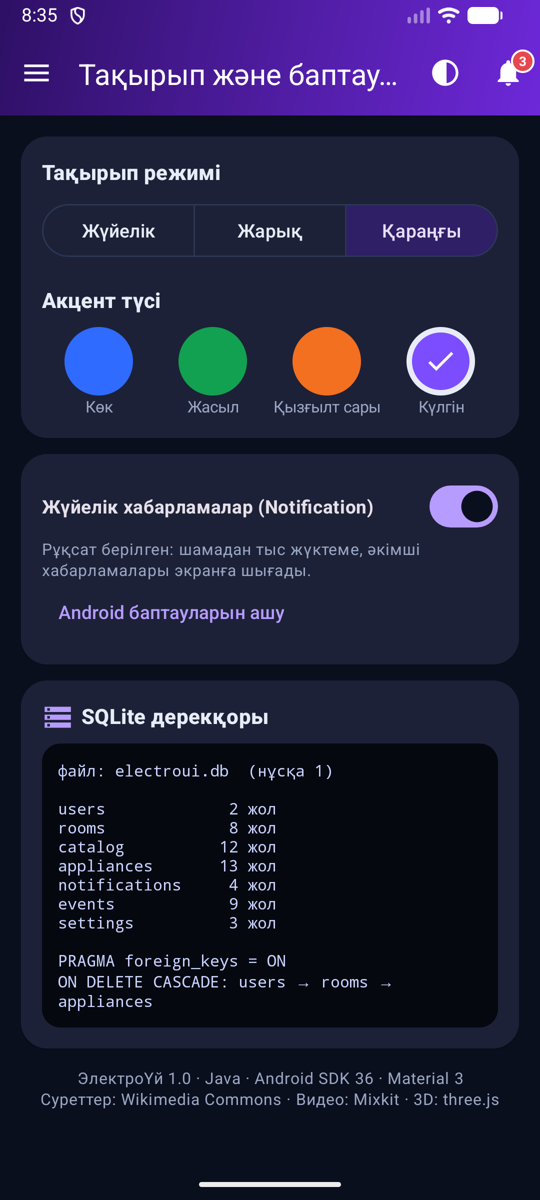 8:35
Тақырып және баптау...
3
Тақырып режимі
Жүйелік Жарық Қараңғы
Акцент түсі
Көк Жасыл Қызғылт сары Күлгін
Жүйелік хабарламалар (Notification)
Рұқсат берілген: шамадан тыс жүктеме, әкімші
хабарламалары экранға шығады.
Android баптауларын ашу
SQLite дерекқоры
файл: electroui.db (нұсқа 1)
users 2 жол
rooms 8 жол
catalog 12 жол
appliances 13 жол
notifications 4 жол
events 9 жол
settings 3 жол
PRAGMA foreign_keys = ON
ON DELETE CASCADE: users → rooms →
appliances
ЭлектроҮй 1.0 · Java · Android SDK 36 · Material 3
Суреттер: Wikimedia Commons · Видео: Mixkit · 3D: three.js